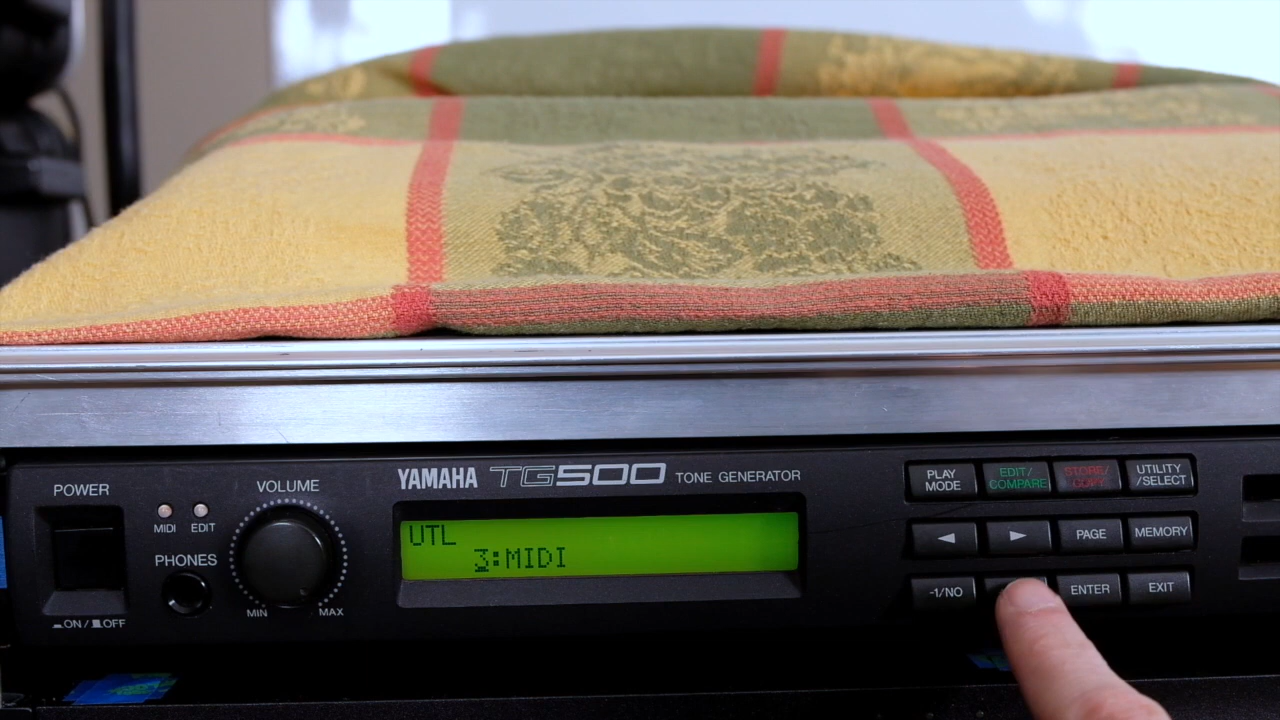 POWER
ON / OFF
MIDI EDIT
PHONES
VOLUME
MIN MAX
YAMAHA TG500 TONE GENERATOR
UTL
3:MIDI
PLAY MODE
EDIT/ COMPARE
STORE/ COPY
UTILITY /SELECT
PAGE
MEMORY
-1/NO
ENTER
EXIT